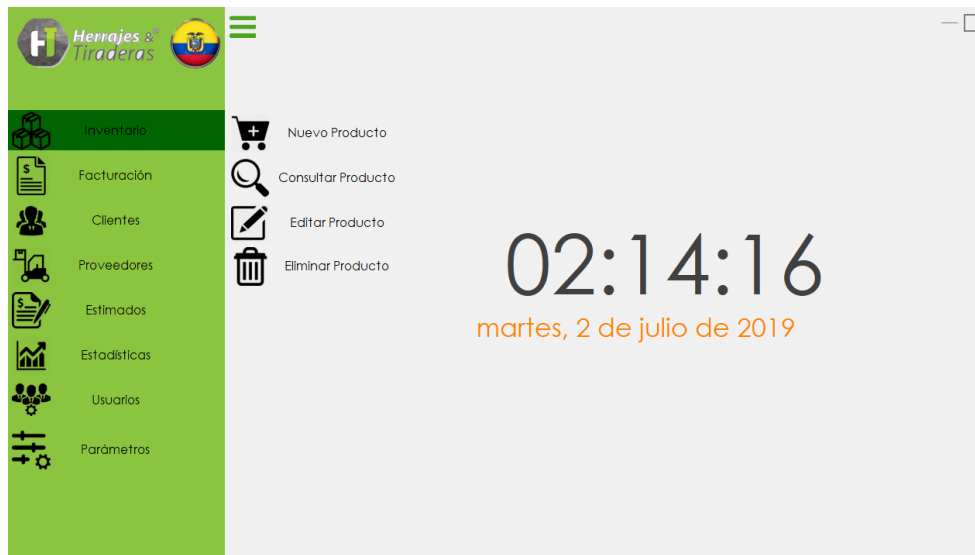 Herrajes &
Tiraderas
Inventario
Facturación
Clientes
Proveedores
Estimados
Estadísticas
Usuarios
Parámetros
Nuevo Producto
Consultar Producto
Editar Producto
Eliminar Producto
02:14:16
martes, 2 de julio de 2019